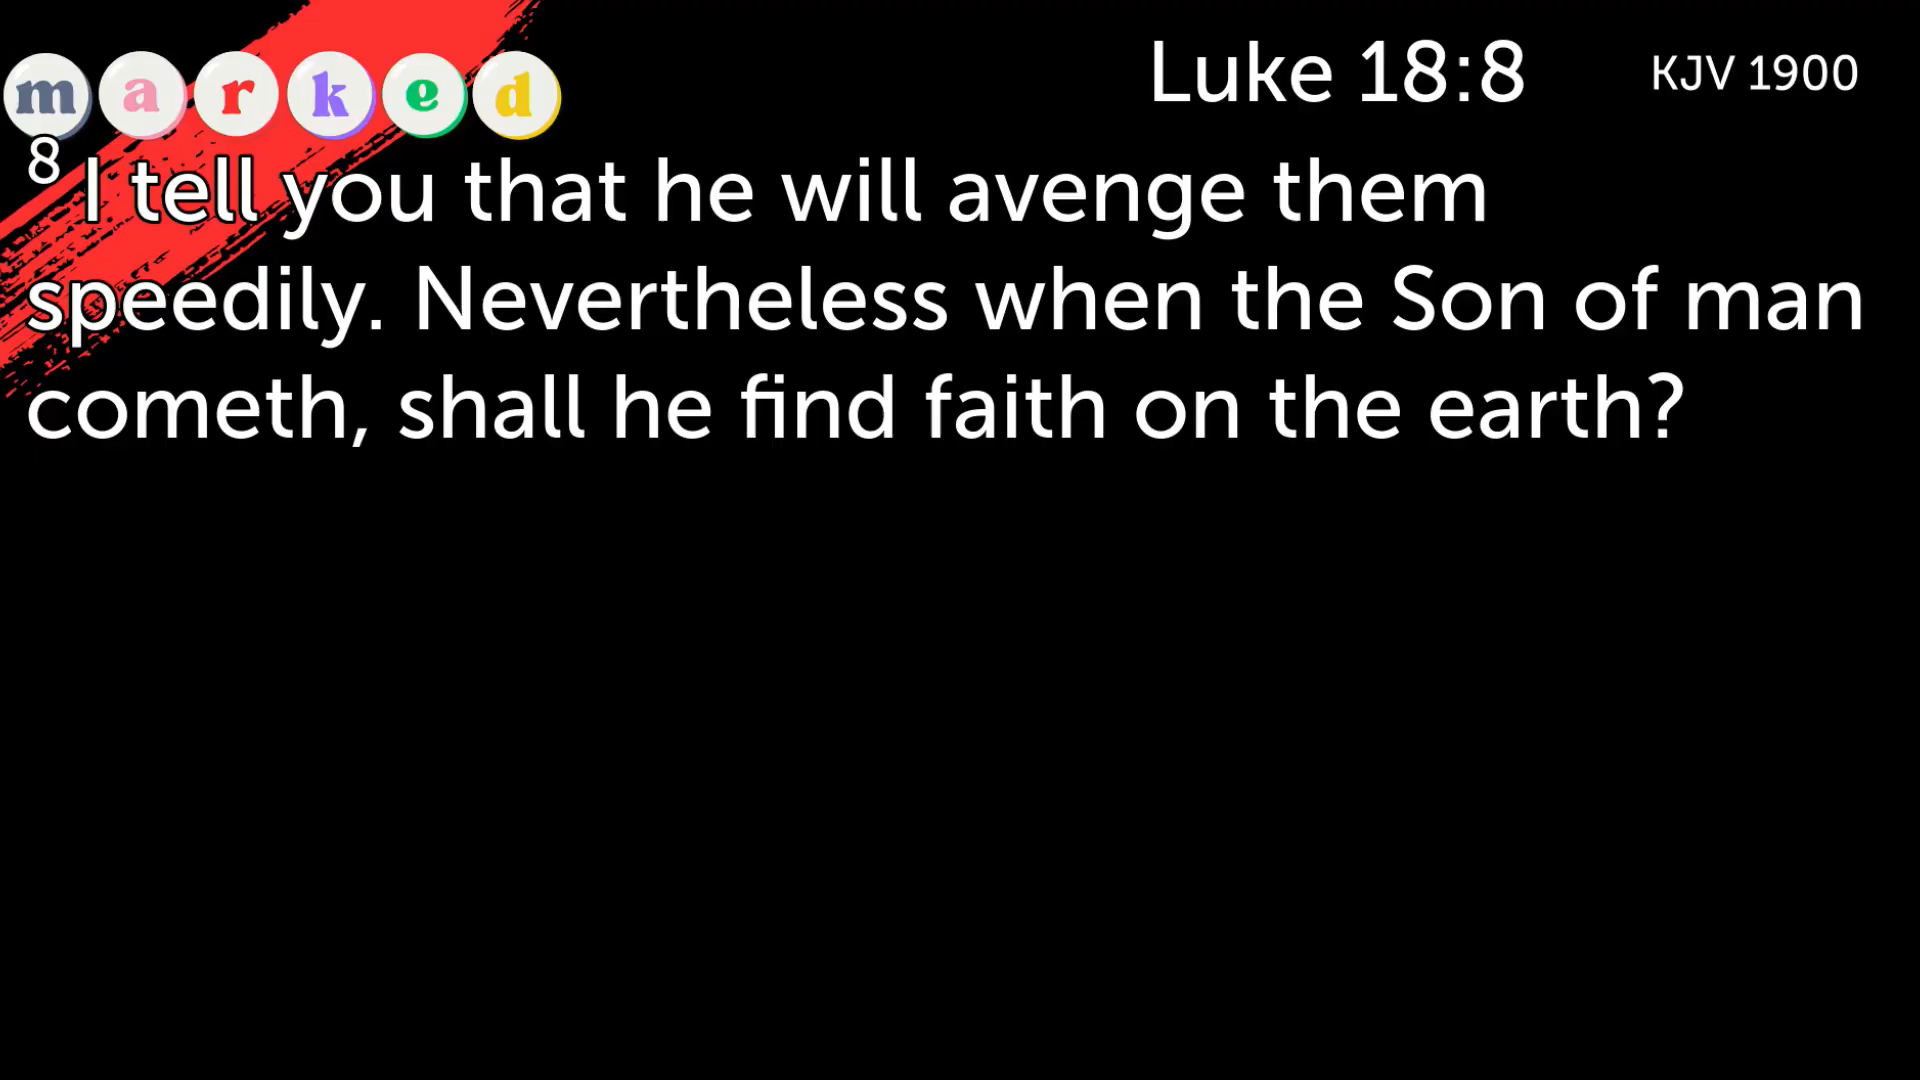 marked
Luke 18:8
KJV 1900
8 I tell you that he will avenge them
speedily. Nevertheless when the Son of man
cometh, shall he find faith on the earth?